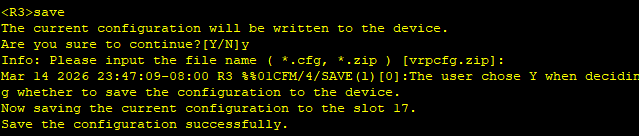 <R3>save
The current configuration will be written to the device.
Are you sure to continue?[Y/N]y
Info: Please input the file name ( *.cfg, *.zip ) [vrpcfg.zip]:
Mar 14 2026 23:47:09-08:00 R3 %%01CFM/4/SAVE(l)[0]:The user chose Y when decidin
g whether to save the configuration to the device.
Now saving the current configuration to the slot 17.
Save the configuration successfully.